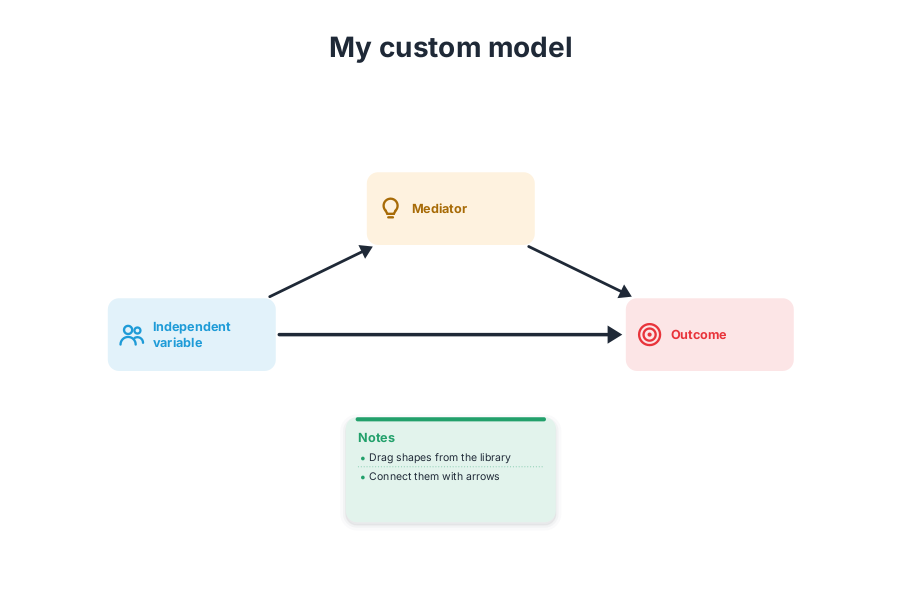 My custom model
Mediator
Independent
variable
Outcome
Notes
• Drag shapes from the library
• Connect them with arrows